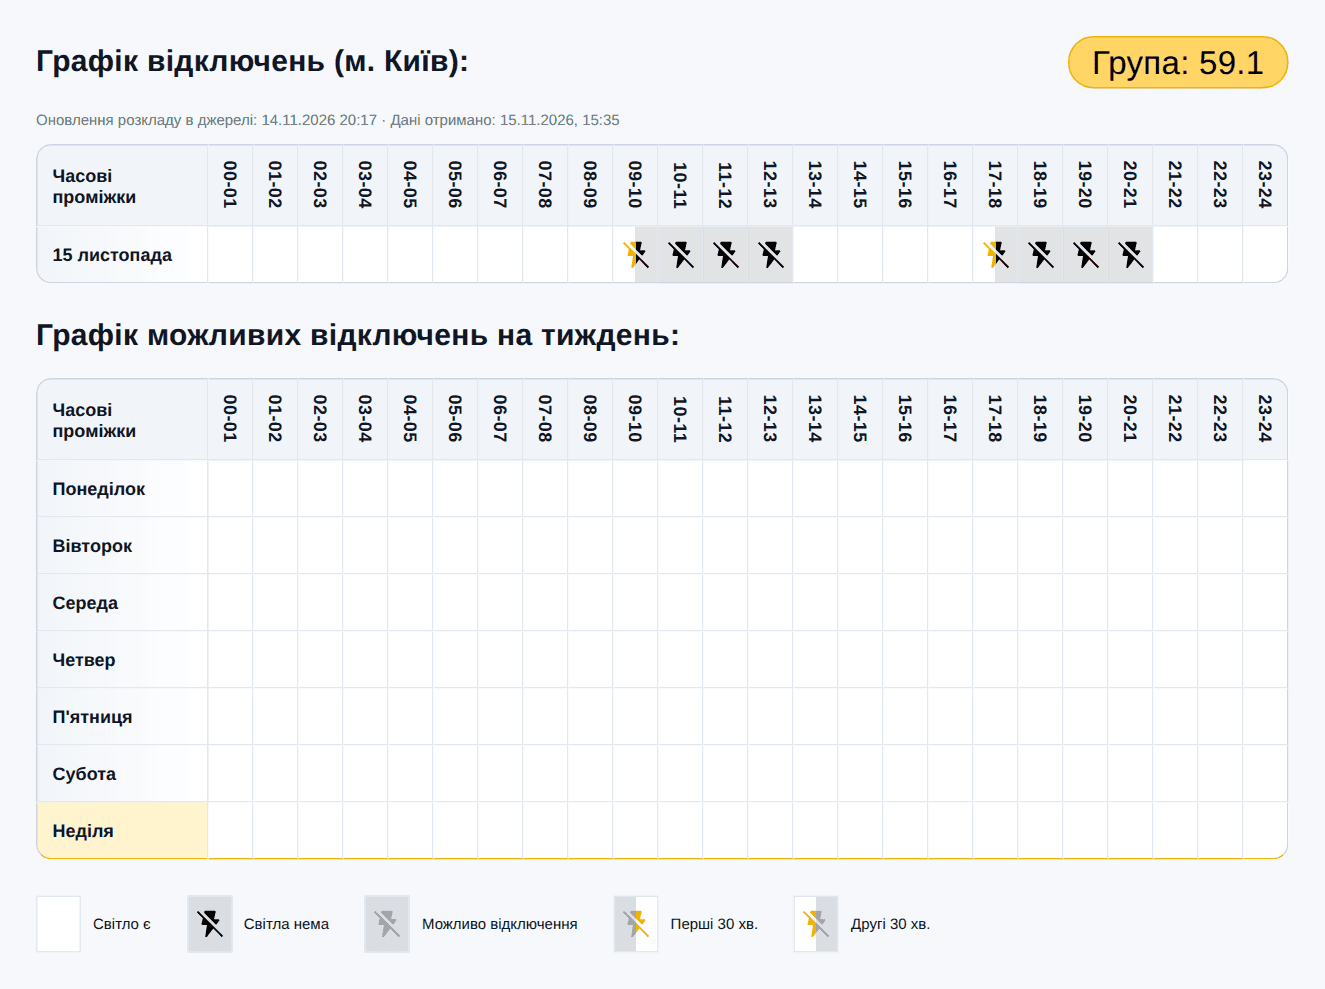 Графік відключень (м. Київ):
Група: 59.1
Оновлення розкладу в джерелі: 14.11.2026 20:17 · Дані отримано: 15.11.2026, 15:35
Часові проміжки 00-01 01-02 02-03 03-04 04-05 05-06 06-07 07-08 08-09 09-10 10-11 11-12 12-13 13-14 14-15 15-16 16-17 17-18 18-19 19-20 20-21 21-22 22-23 23-24
15 листопада
Графік можливих відключень на тиждень:
Часові проміжки 00-01 01-02 02-03 03-04 04-05 05-06 06-07 07-08 08-09 09-10 10-11 11-12 12-13 13-14 14-15 15-16 16-17 17-18 18-19 19-20 20-21 21-22 22-23 23-24
Понеділок
Вівторок
Середа
Четвер
П'ятниця
Субота
Неділя
Світло є Світла нема Можливо відключення Перші 30 хв. Другі 30 хв.